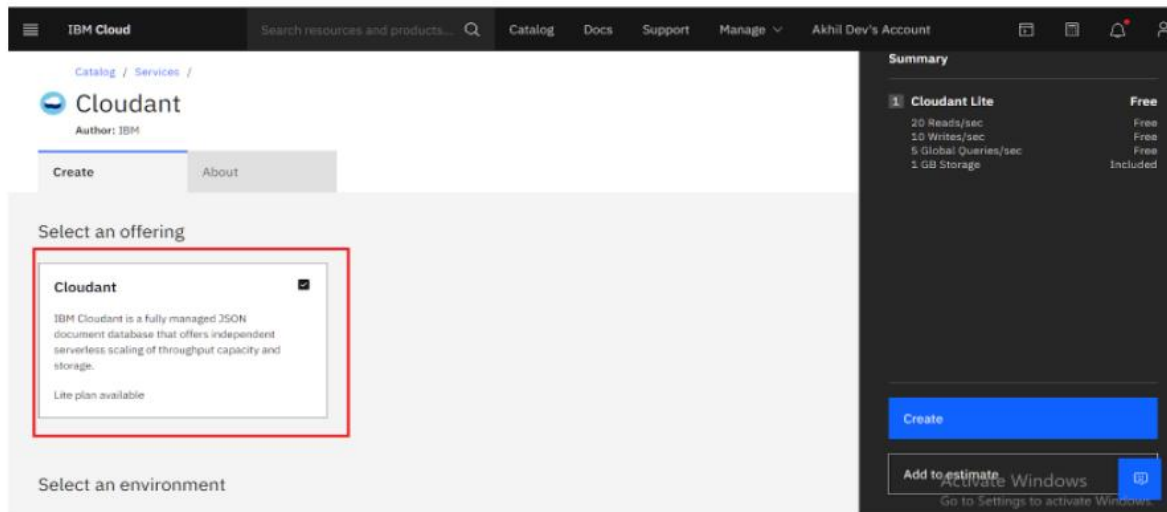 IBM Cloud
Search resources and products...
Catalog
Docs
Support
Manage
Akhil Dev's Account
Catalog / Services /
Cloudant
Author: IBM
Create
About
Select an offering
Cloudant
IBM Cloudant is a fully managed JSON
document database that offers independent
serverless scaling of throughput capacity and
storage.
Lite plan available
Select an environment
Summary
1 Cloudant Lite Free
20 Reads/sec Free
10 Writes/sec Free
5 Global Queries/sec Free
1 GB Storage Included
Create
Add to estimate
Activate Windows
Go to Settings to activate Windows.